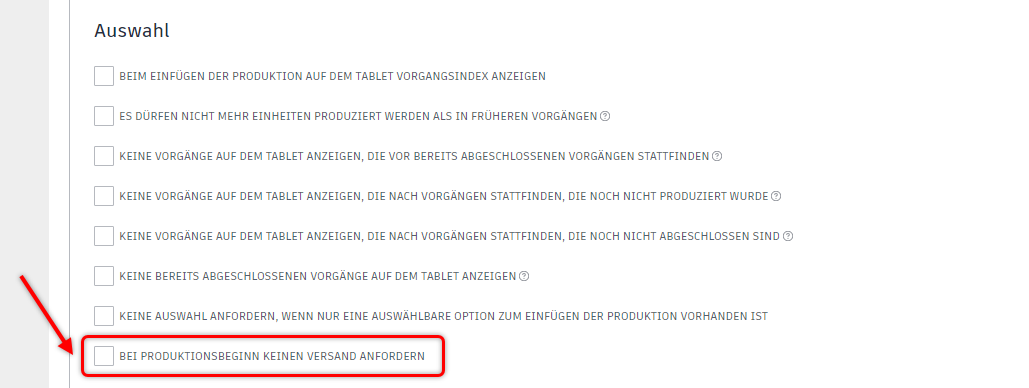 Auswahl
BEIM EINFÜGEN DER PRODUKTION AUF DEM TABLET VORGANGSINDEX ANZEIGEN
ES DÜRFEN NICHT MEHR EINHEITEN PRODUZIERT WERDEN ALS IN FRÜHEREN VORGÄNGEN
KEINE VORGÄNGE AUF DEM TABLET ANZEIGEN, DIE VOR BEREITS ABGESCHLOSSENEN VORGÄNGEN STATTFINDEN
KEINE VORGÄNGE AUF DEM TABLET ANZEIGEN, DIE NACH VORGÄNGEN STATTFINDEN, DIE NOCH NICHT PRODUZIERT WURDE
KEINE VORGÄNGE AUF DEM TABLET ANZEIGEN, DIE NACH VORGÄNGEN STATTFINDEN, DIE NOCH NICHT ABGESCHLOSSEN SIND
KEINE BEREITS ABGESCHLOSSENEN VORGÄNGE AUF DEM TABLET ANZEIGEN
KEINE AUSWAHL ANFORDERN, WENN NUR EINE AUSWÄHLBARE OPTION ZUM EINFÜGEN DER PRODUKTION VORHANDEN IST
BEI PRODUKTIONSBEGINN KEINEN VERSAND ANFORDERN